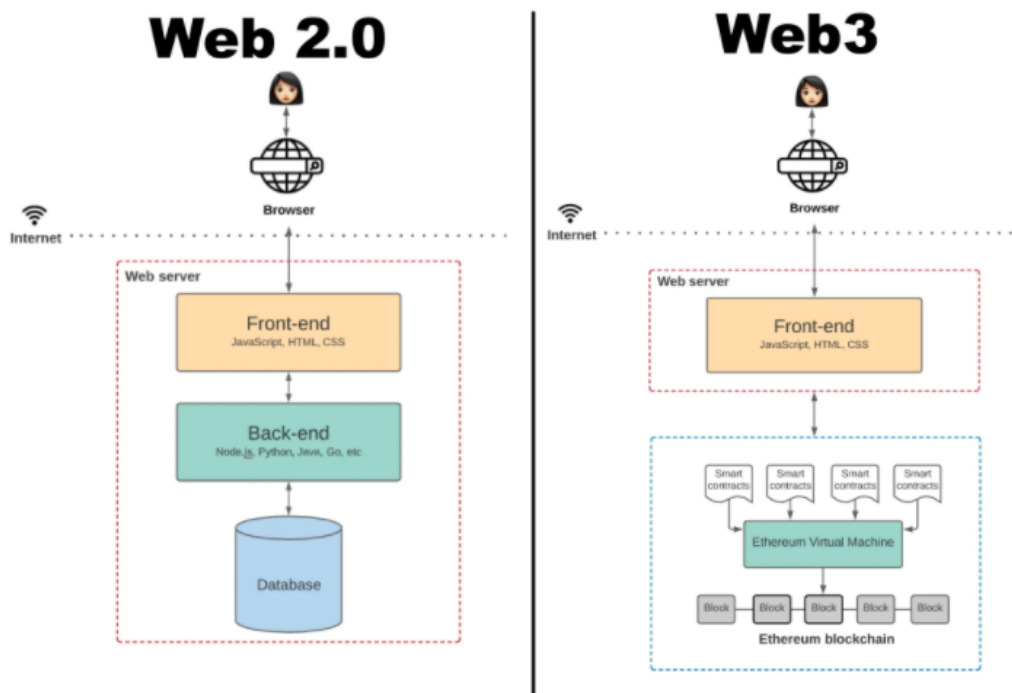 Web 2.0
Browser
Internet
Web server
Front-end
JavaScript, HTML, CSS
Back-end
Node.js, Python, Java, Go, etc
Database
Web3
Browser
Internet
Web server
Front-end
JavaScript, HTML, CSS
Smart
contracts
Smart
contracts
Smart
contracts
Smart
contracts
Ethereum Virtual Machine
Block
Block
Block
Block
Block
Ethereum blockchain